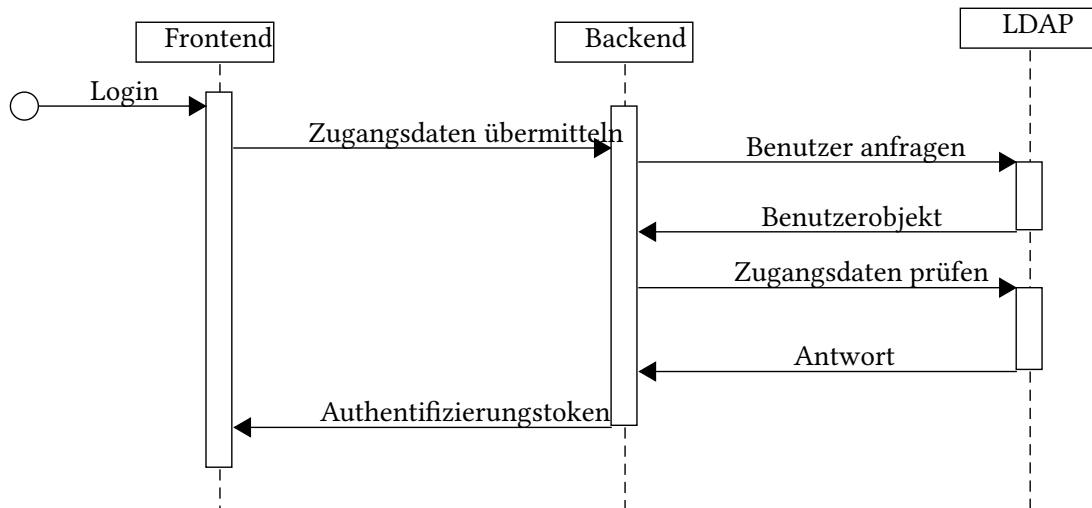 Frontend
Backend
LDAP
Login
Zugangsdaten übermitteln
Benutzer anfragen
Benutzerobjekt
Zugangsdaten prüfen
Antwort
Authentifizierungstoken